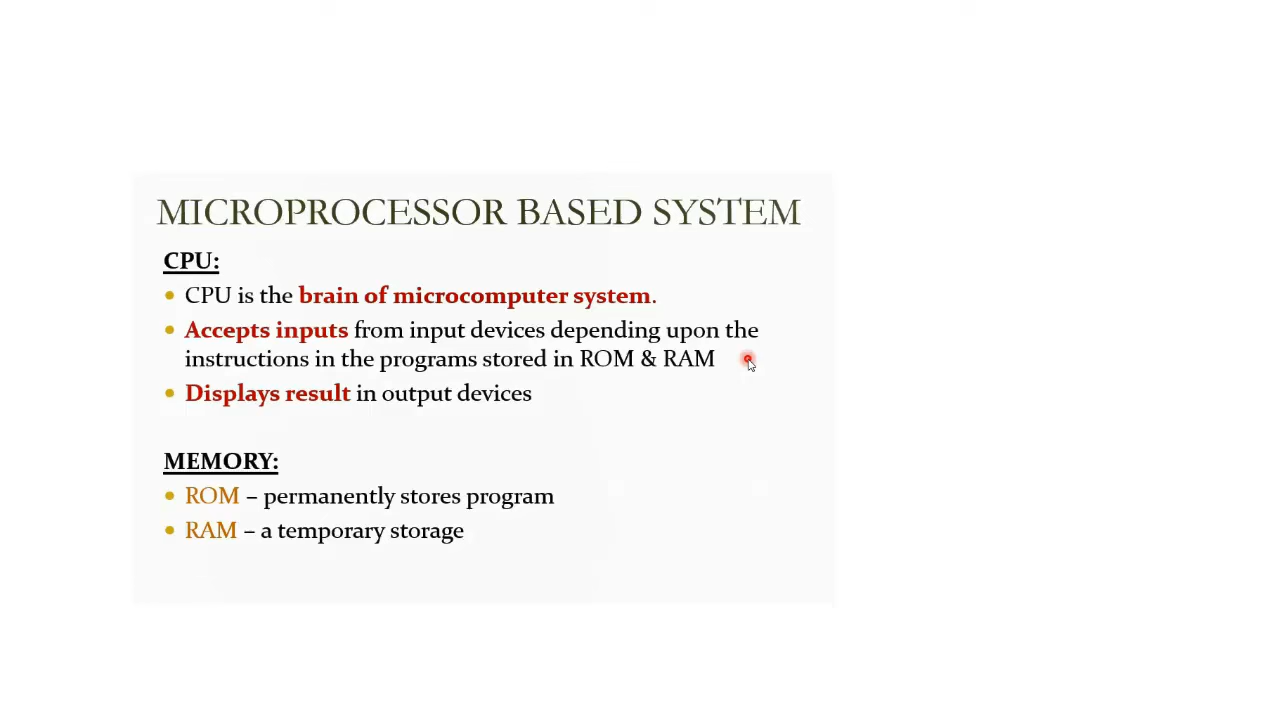 MICROPROCESSOR BASED SYSTEM
CPU:
• CPU is the brain of microcomputer system.
• Accepts inputs from input devices depending upon the
instructions in the programs stored in ROM & RAM
• Displays result in output devices
MEMORY:
• ROM – permanently stores program
• RAM – a temporary storage